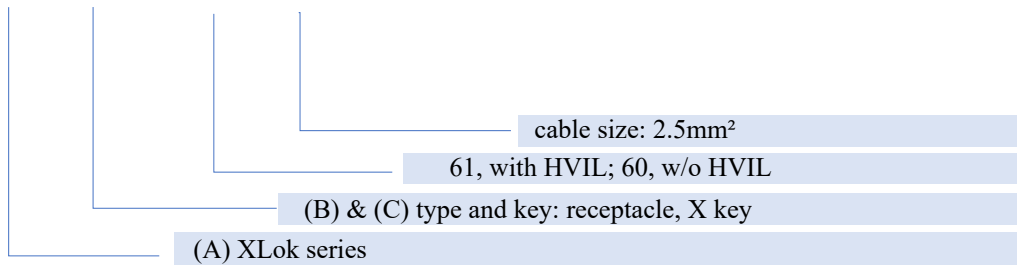 cable size: 2.5mm²
61, with HVIL; 60, w/o HVIL
(B) & (C) type and key: receptacle, X key
(A) XLok series